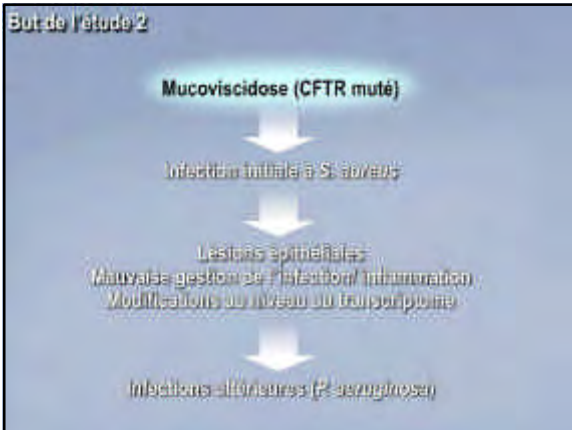 But de l'étude 2
Mucoviscidose (CFTR muté)
Infection initiale à S. aureus
Lésions épithéliales
Mauvaise gestion de l'infection/ inflammation
Modifications au niveau du transcriptome
Infections ultérieures (P. aeruginosa)